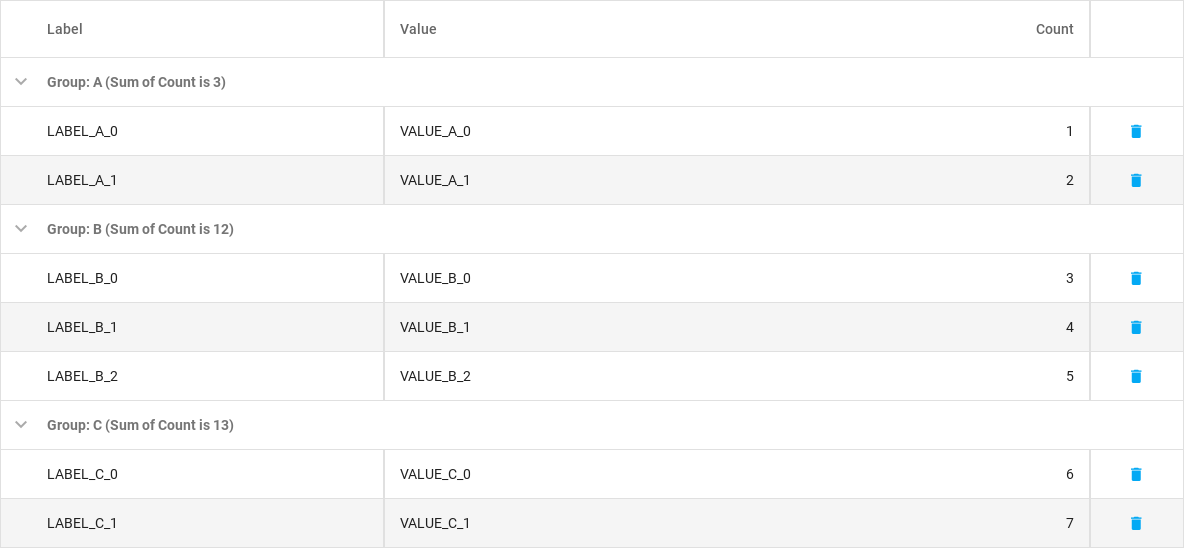 Label Value Count
Group: A (Sum of Count is 3)
LABEL_A_0 VALUE_A_0 1
LABEL_A_1 VALUE_A_1 2
Group: B (Sum of Count is 12)
LABEL_B_0 VALUE_B_0 3
LABEL_B_1 VALUE_B_1 4
LABEL_B_2 VALUE_B_2 5
Group: C (Sum of Count is 13)
LABEL_C_0 VALUE_C_0 6
LABEL_C_1 VALUE_C_1 7